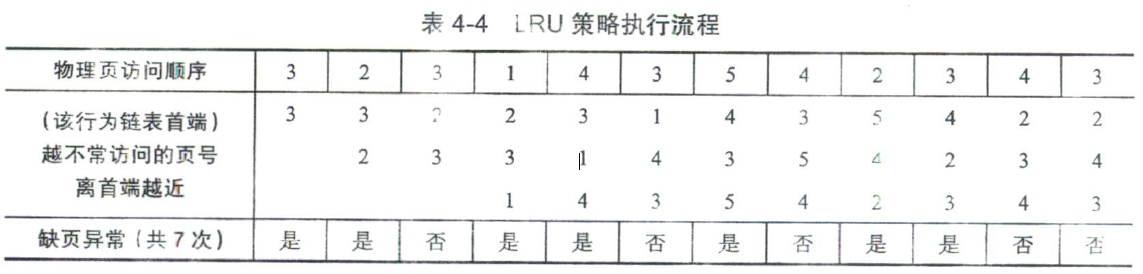 表 4-4 LRU 策略执行流程
物理页访问顺序 3 2 3 1 4 3 5 4 2 3 4 3
(该行为链表首端) 3 3 2 2 3 1 4 3 5 4 2 2
越不常访问的页号 2 3 3 1 4 3 5 4 2 3 4
离首端越近 1 4 3 5 4 2 3 4 3
缺页异常(共7次) 是 是 否 是 是 否 是 否 是 是 否 否